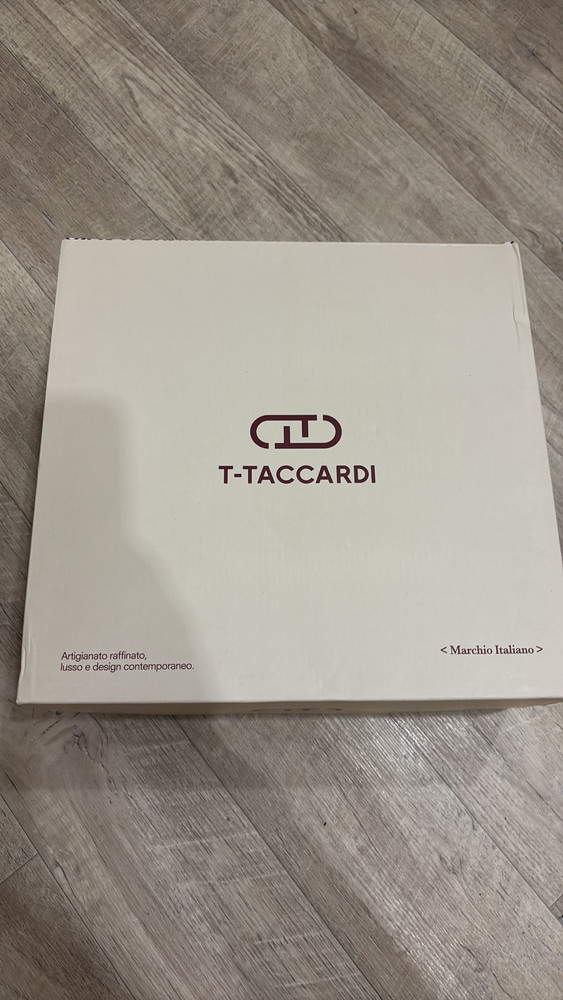 T-TACCARDI
Artigianato raffinato,
lusso e design contemporaneo.
< Marchio Italiano >